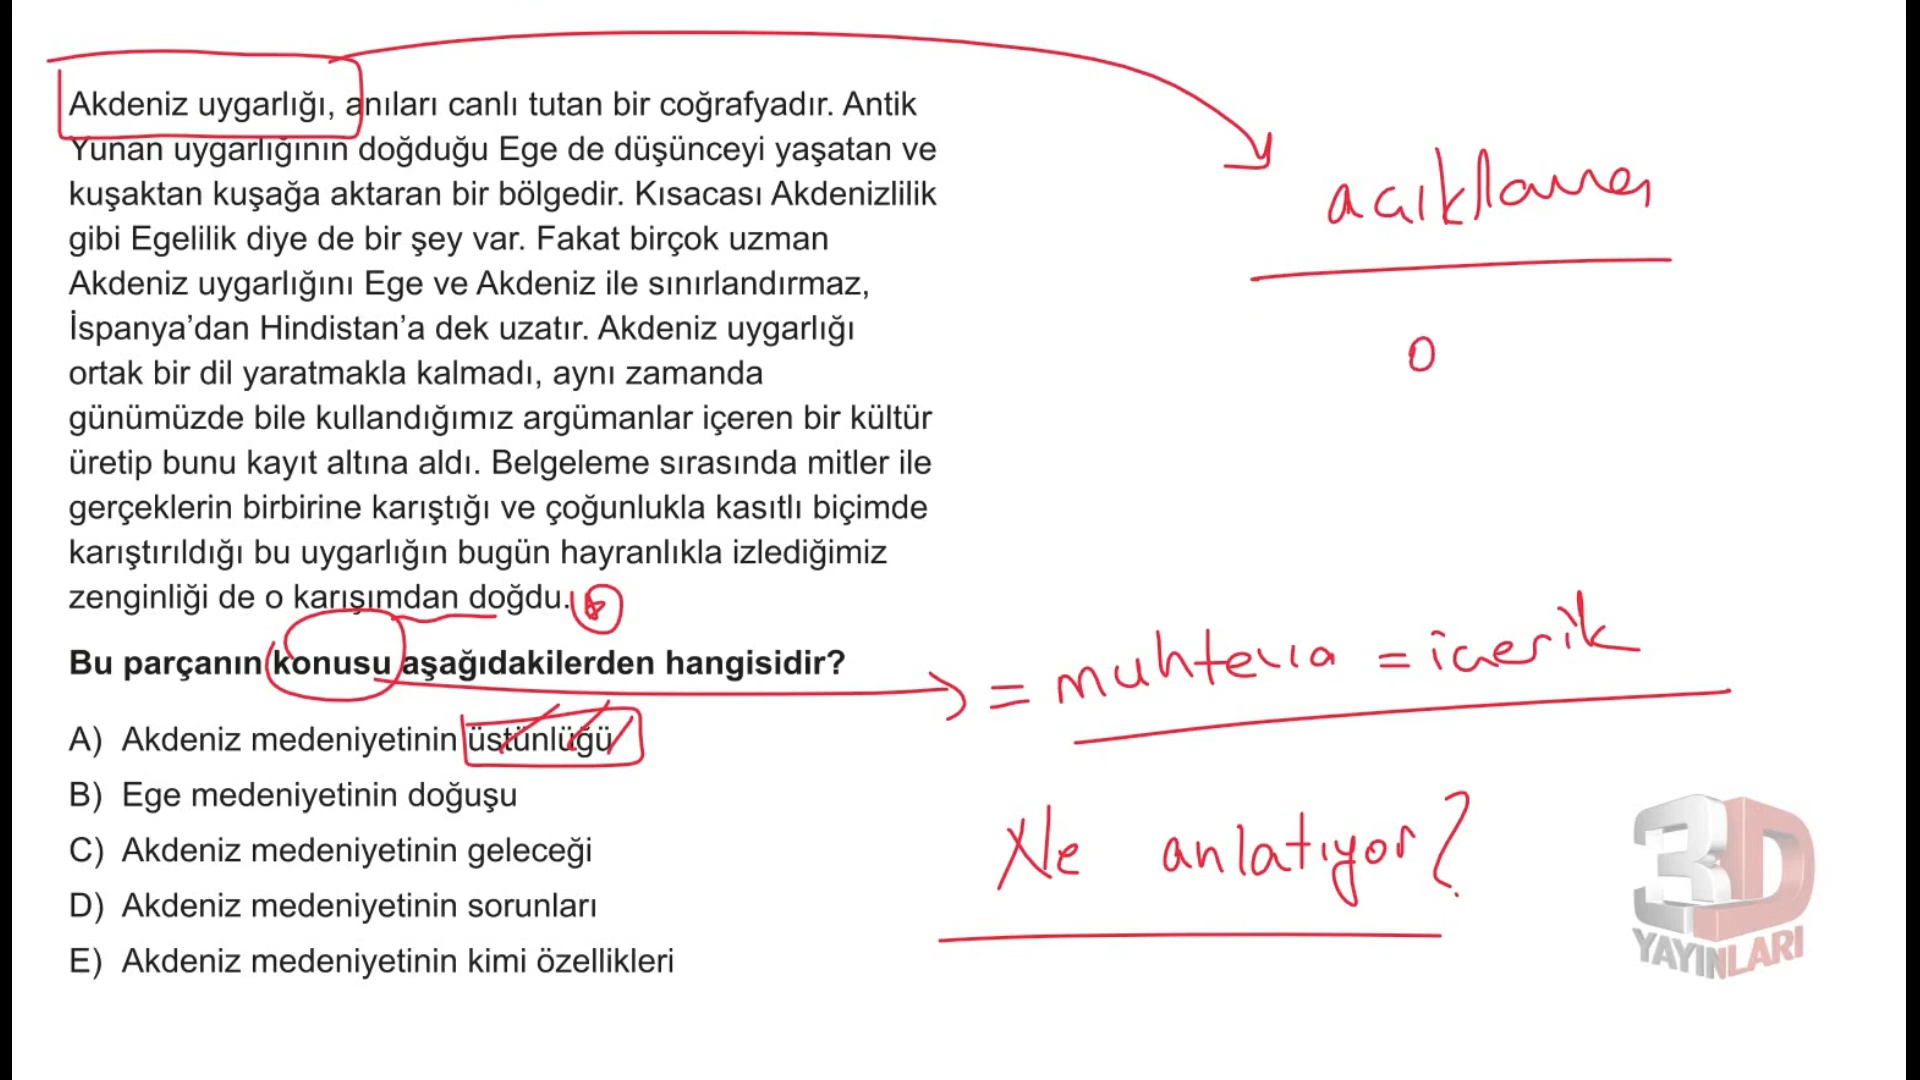 Akdeniz uygarlığı, anıları canlı tutan bir coğrafyadır. Antik
Yunan uygarlığının doğduğu Ege de düşünceyi yaşatan ve
kuşaktan kuşağa aktaran bir bölgedir. Kısacası Akdenizlilik
gibi Egelilik diye de bir şey var. Fakat birçok uzman
Akdeniz uygarlığını Ege ve Akdeniz ile sınırlandırmaz,
İspanya’dan Hindistan’a dek uzatır. Akdeniz uygarlığı
ortak bir dil yaratmakla kalmadı, aynı zamanda
günümüzde bile kullandığımız argümanlar içeren bir kültür
üretip bunu kayıt altına aldı. Belgeleme sırasında mitler ile
gerçeklerin birbirine karıştığı ve çoğunlukla kasıtlı biçimde
karıştırıldığı bu uygarlığın bugün hayranlıkla izlediğimiz
zenginliği de o karışımdan doğdu.
Bu parçanın konusu aşağıdakilerden hangisidir?
A) Akdeniz medeniyetinin üstünlüğü
B) Ege medeniyetinin doğuşu
C) Akdeniz medeniyetinin geleceği
D) Akdeniz medeniyetinin sorunları
E) Akdeniz medeniyetinin kimi özellikleri
açıklama
0
= muhteva = içerik
Ne anlatıyor?
3D
YAYINLARI